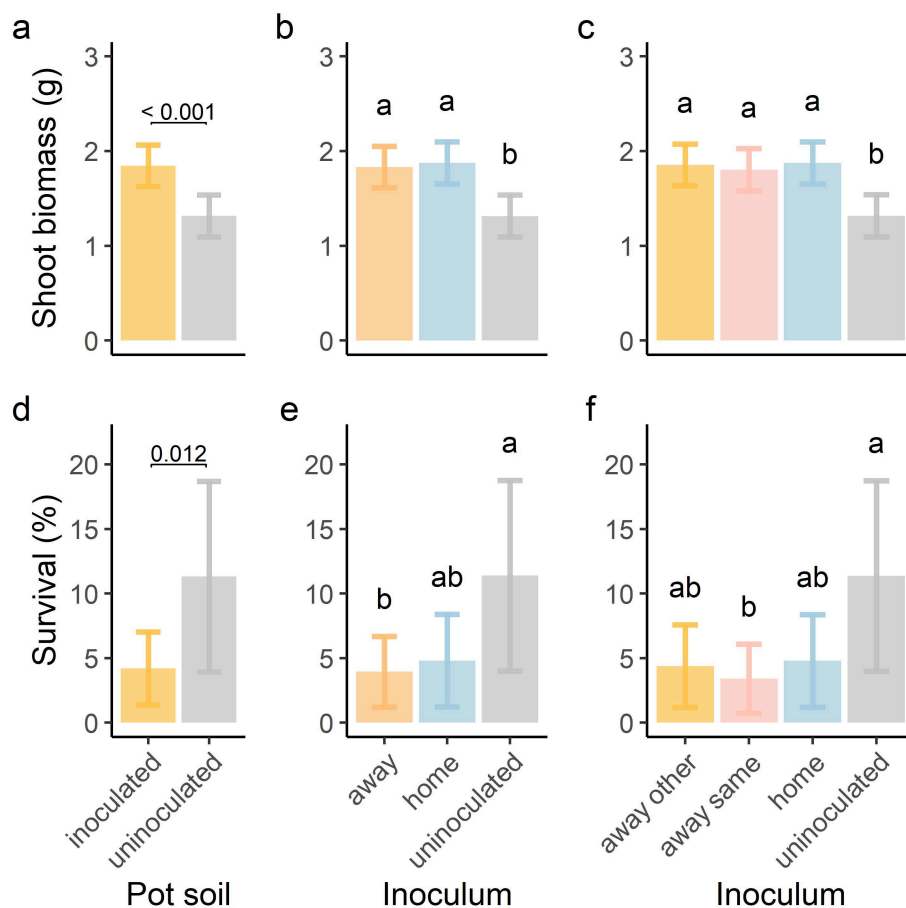 a
b
c
Shoot biomass (g)
3
2
1
0
< 0.001
3
2
1
0
a
a
b
3
2
1
0
a
a
a
b
d
e
f
Survival (%)
20
15
10
5
0
0.012
20
15
10
5
0
b
ab
a
20
15
10
5
0
ab
b
ab
a
inoculated
uninoculated
away
home
uninoculated
away other
away same
home
uninoculated
Pot soil
Inoculum
Inoculum